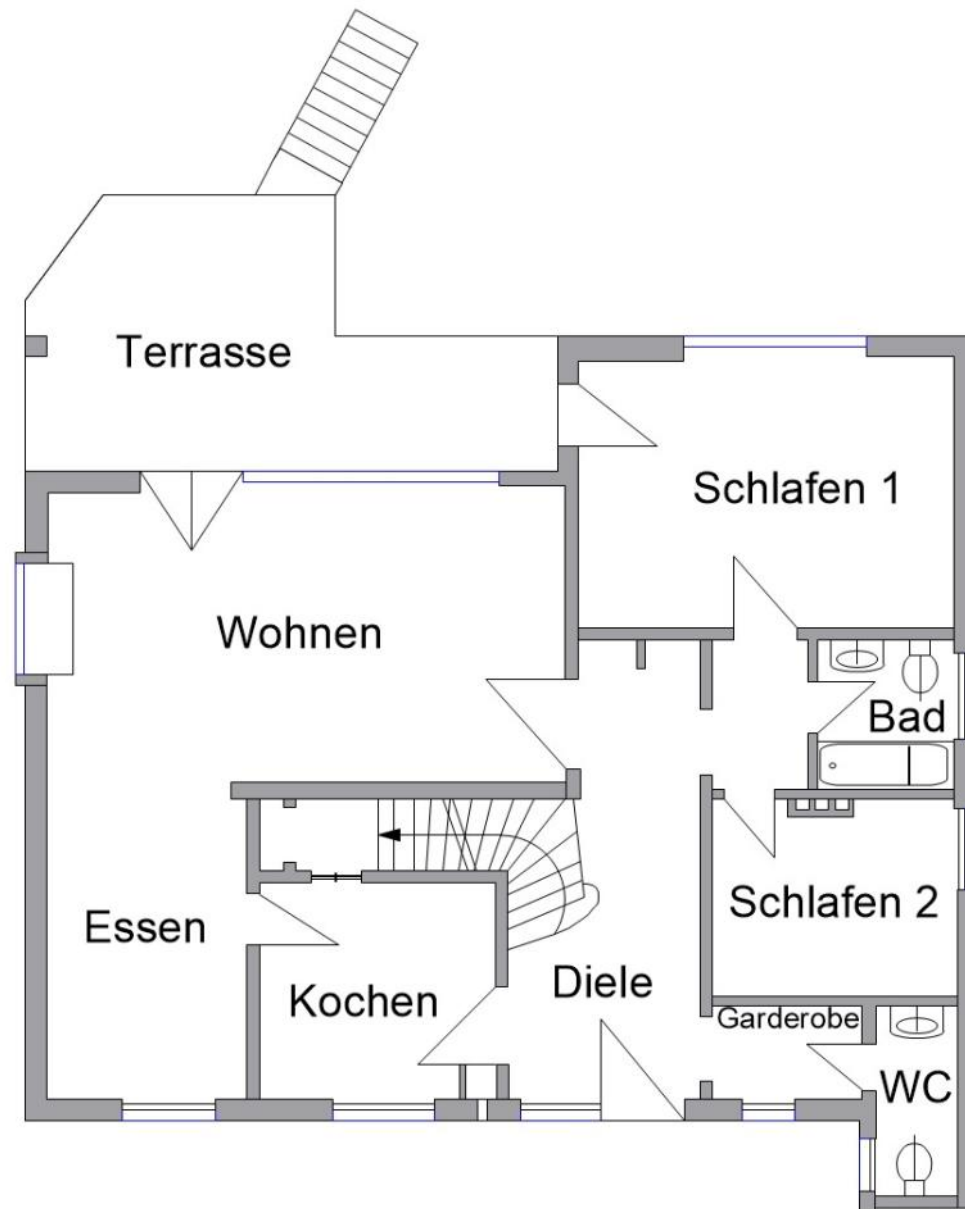 Terrasse
Schlafen 1
Wohnen
Bad
Schlafen 2
Essen
Kochen
Diele
Garderobe
WC